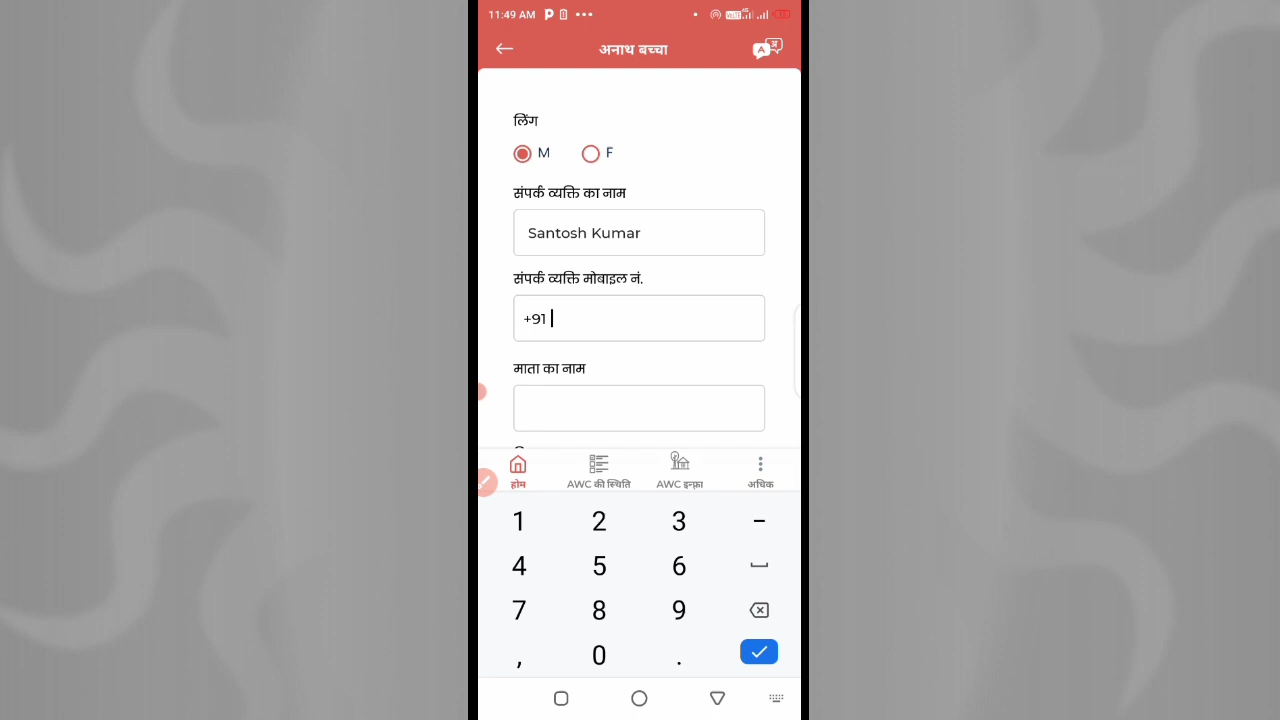 11:49 AM
अनाथ बच्चा
लिंग
M F
संपर्क व्यक्ति का नाम
Santosh Kumar
संपर्क व्यक्ति मोबाइल नं.
+91
माता का नाम
होम AWC की स्थिति AWC इन्फ्रा अधिक
1 2 3 -
4 5 6
7 8 9
, 0 .